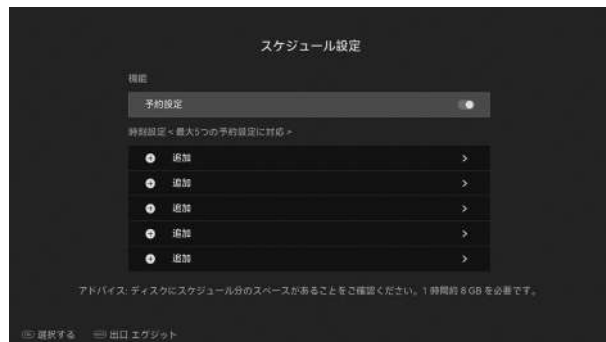 スケジュール設定
機能
予約設定
時刻設定<最大5つの予約設定に対応>
追加
追加
追加
追加
追加
アドバイス: ディスクにスケジュール分のスペースがあることをご確認ください。1 時間約 8 GB を必要です。
選択する 出口 エグジット